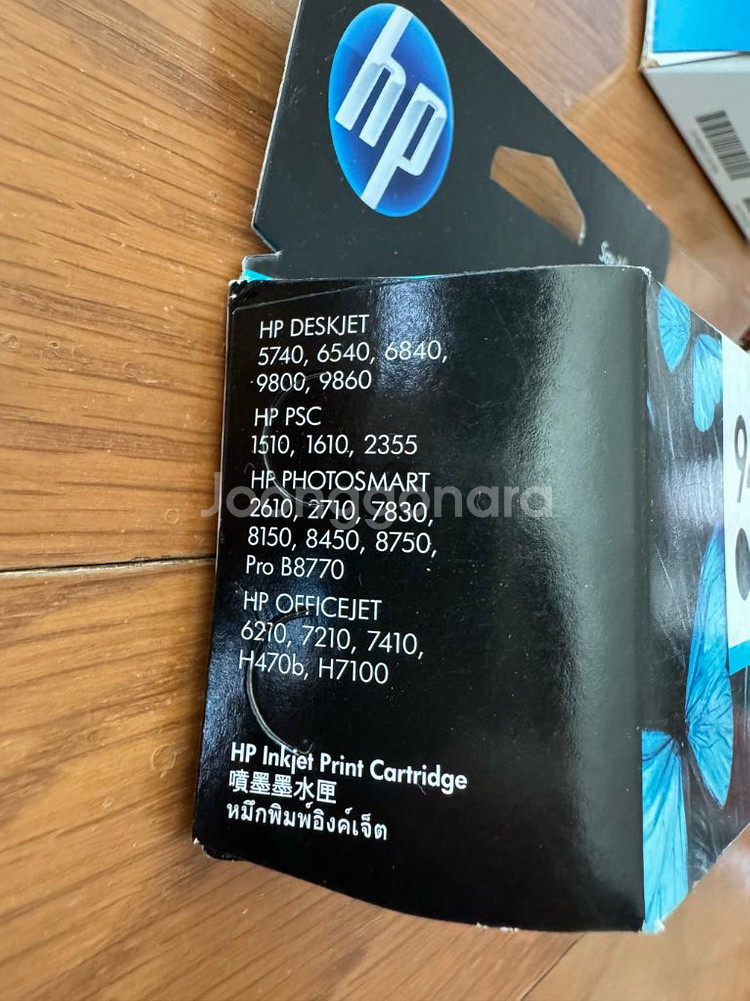 hp
HP DESKJET
5740, 6540, 6840,
9800, 9860
HP PSC
1510, 1610, 2355
HP PHOTOSMART
2610, 2710, 7830,
8150, 8450, 8750,
Pro B8770
HP OFFICEJET
6210, 7210, 7410,
H470b, H7100
HP Inkjet Print Cartridge
噴墨墨水匣
หมึกพิมพ์อิงค์เจ็ต
Joonggonara
9